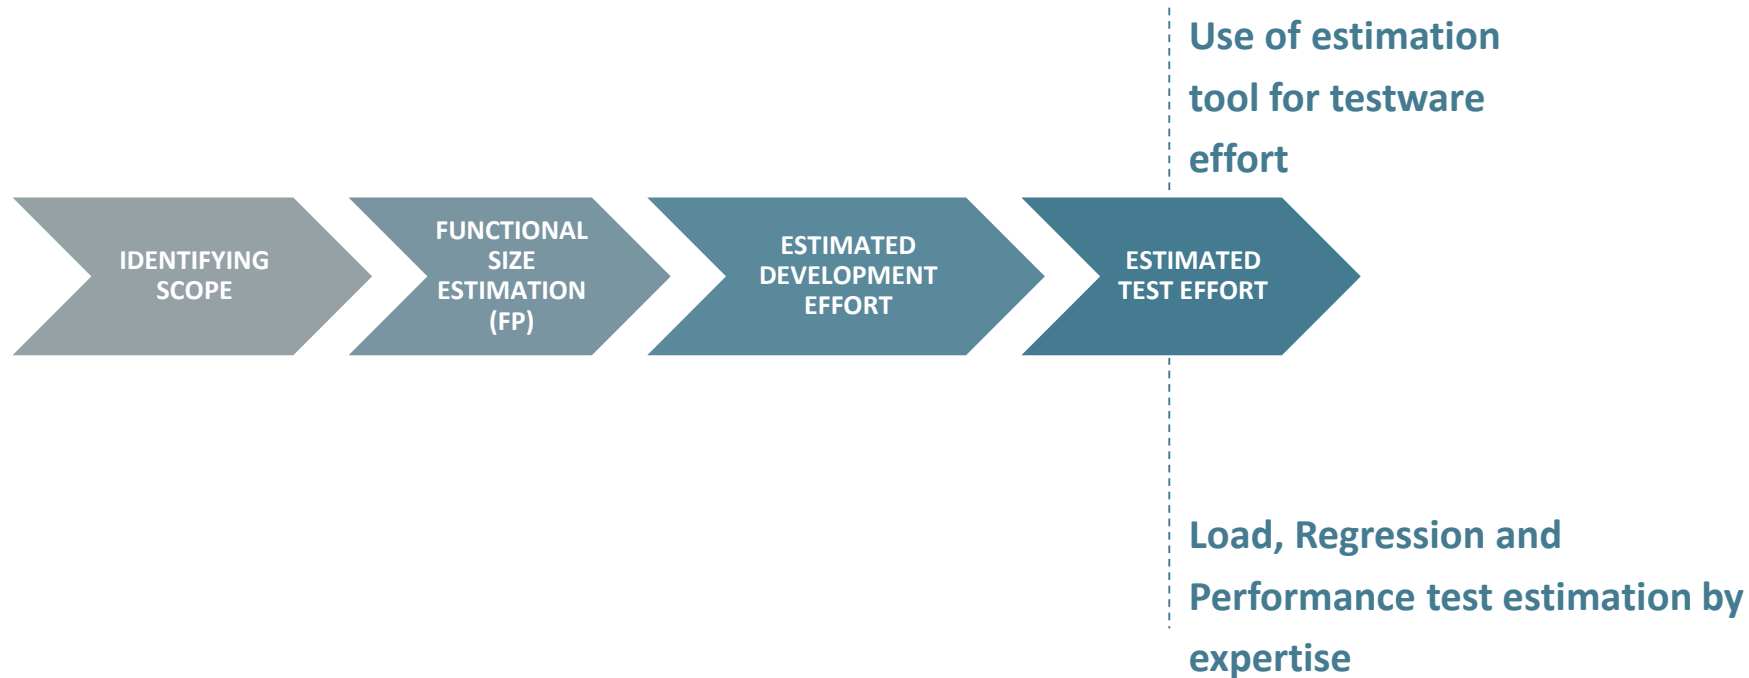 Use of estimation
tool for testware
effort
IDENTIFYING
SCOPE
FUNCTIONAL
SIZE
ESTIMATION
(FP)
ESTIMATED
DEVELOPMENT
EFFORT
ESTIMATED
TEST EFFORT
Load, Regression and
Performance test estimation by
expertise